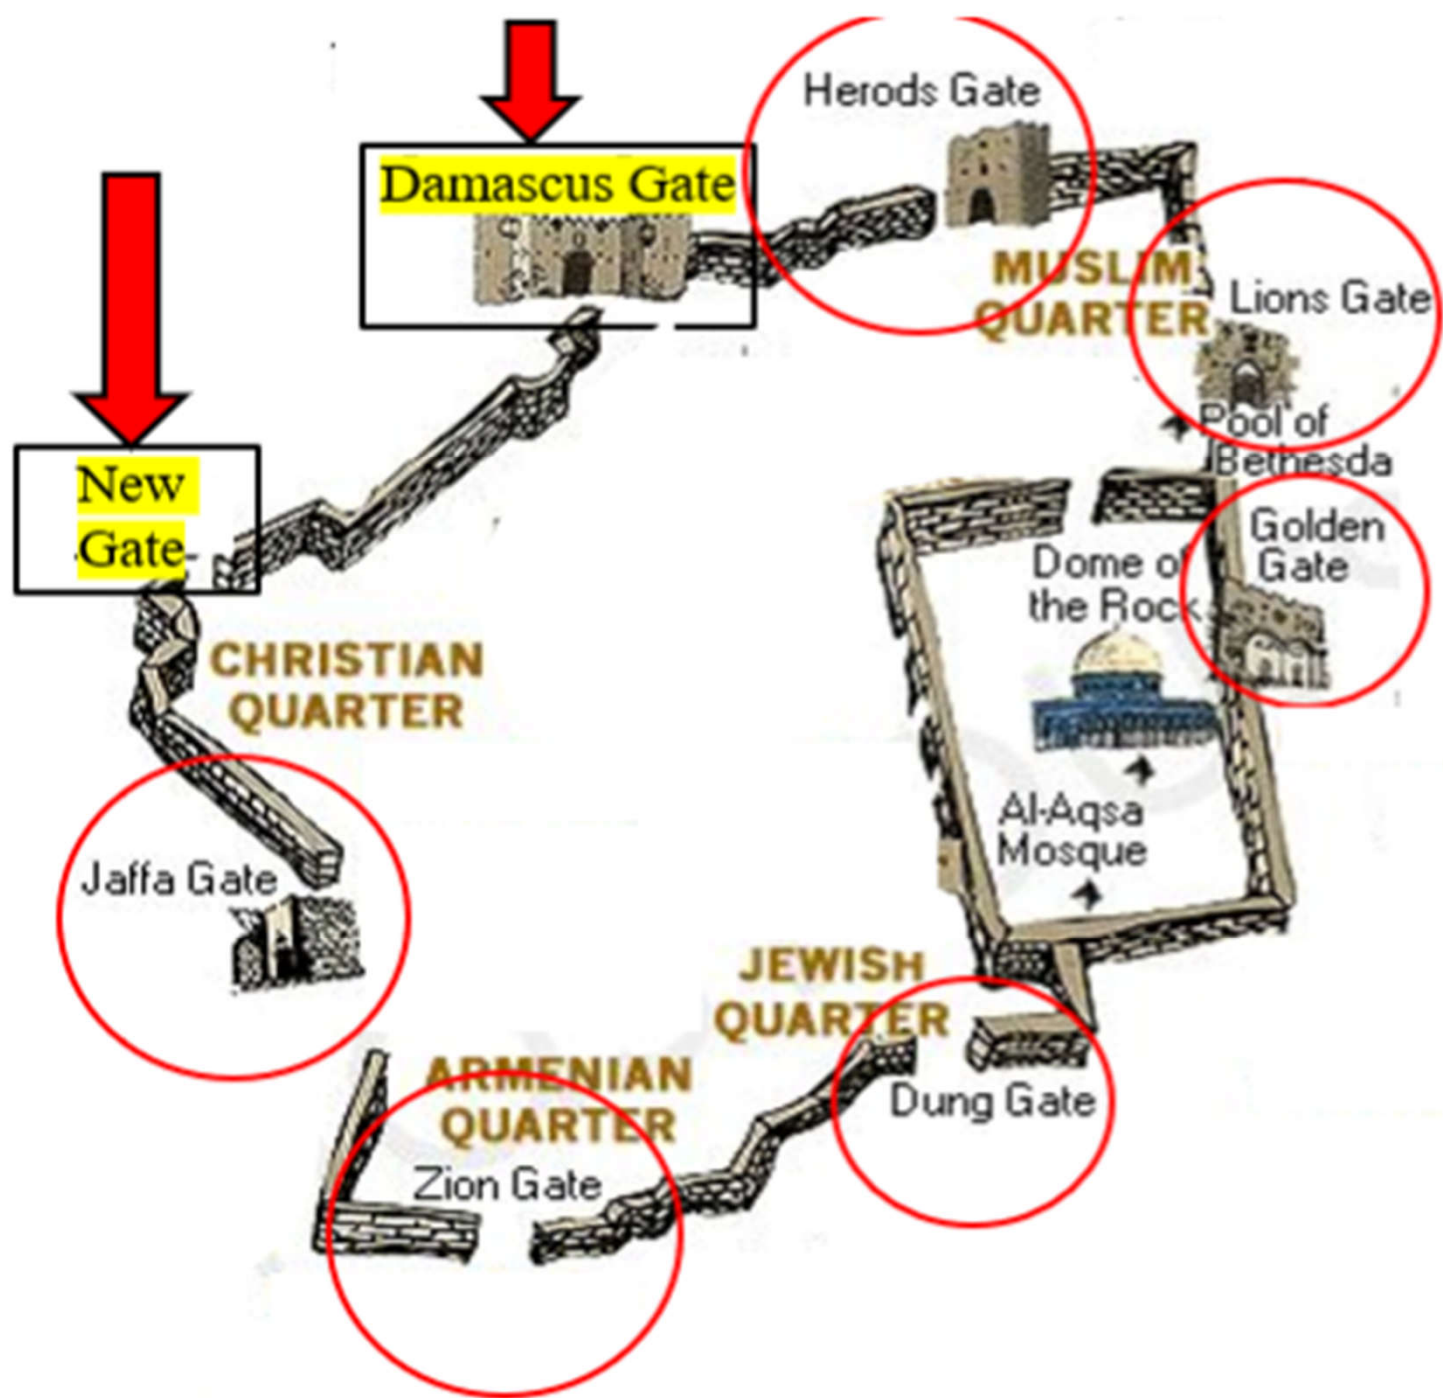 Herods Gate
Damascus Gate
MUSLIM
QUARTER
Lions Gate
Pool of
Bethesda
New
Gate
Golden
Gate
Dome of
the Rock
CHRISTIAN
QUARTER
Al-Aqsa
Mosque
Jaffa Gate
JEWISH
QUARTER
ARMENIAN
QUARTER
Dung Gate
Zion Gate